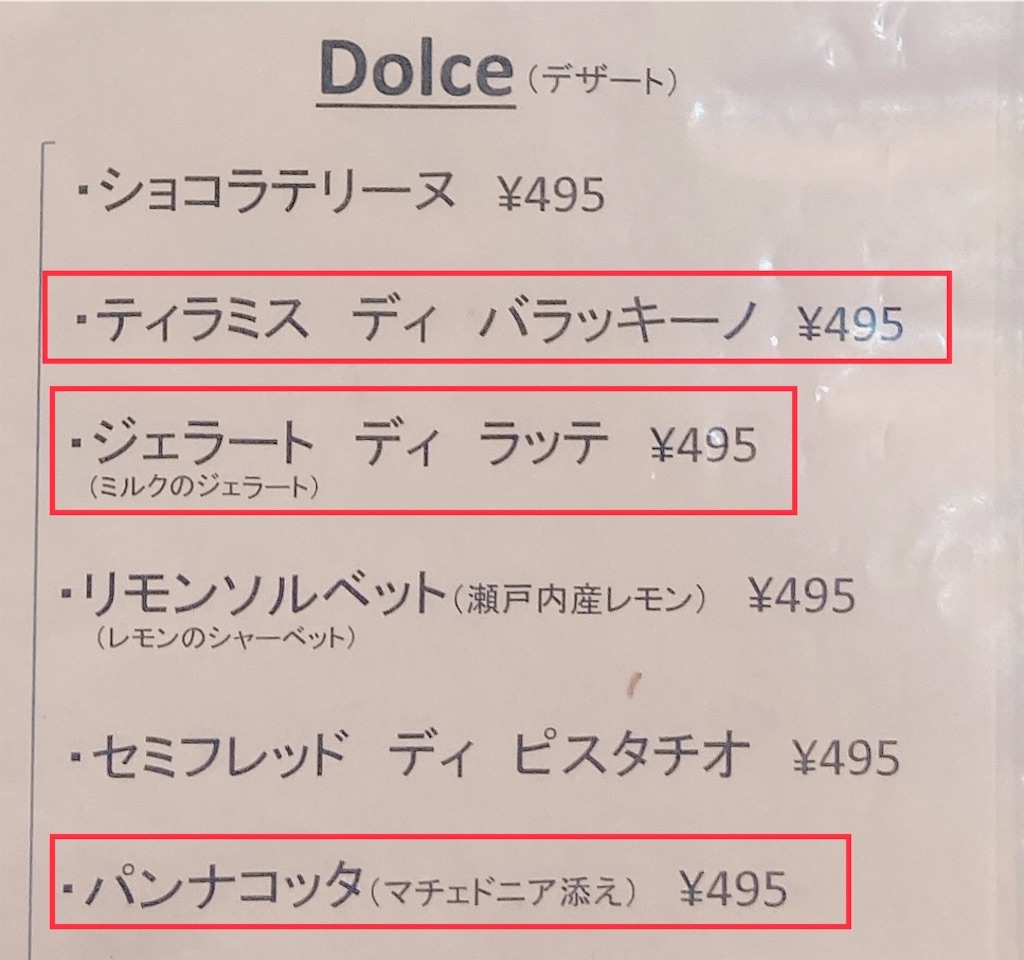 Dolce（デザート）
・ショコラテリーヌ ¥495
・ティラミス ディ バラッキーノ ¥495
・ジェラート ディ ラッテ ¥495
（ミルクのジェラート）
・リモンソルベット（瀬戸内産レモン） ¥495
（レモンのシャーベット）
・セミフレッド ディ ピスタチオ ¥495
・パンナコッタ（マチェドニア添え） ¥495